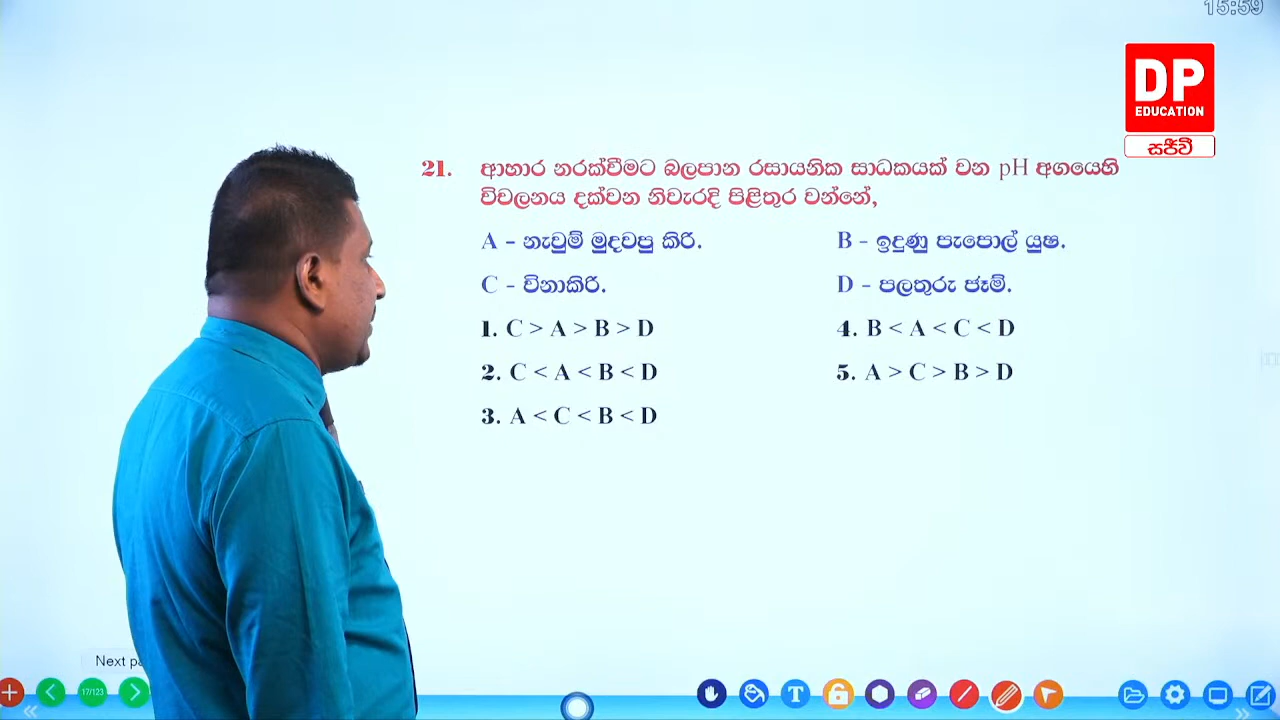 15:59
DP
EDUCATION
සජීවී
21. ආහාර නරක්වීමට බලපාන රසායනික සාධකයක් වන pH අගයෙහි
විචලනය දක්වන නිවැරදි පිළිතුර වන්නේ,
A - නැවුම් මුදවපු කිරි. B - ඉදුණු පැපොල් යුෂ.
C - විනාකිරි. D - පලතුරු ජෑම්.
1. C > A > B > D 4. B < A < C < D
2. C < A < B < D 5. A > C > B > D
3. A < C < B < D
Next
17/123